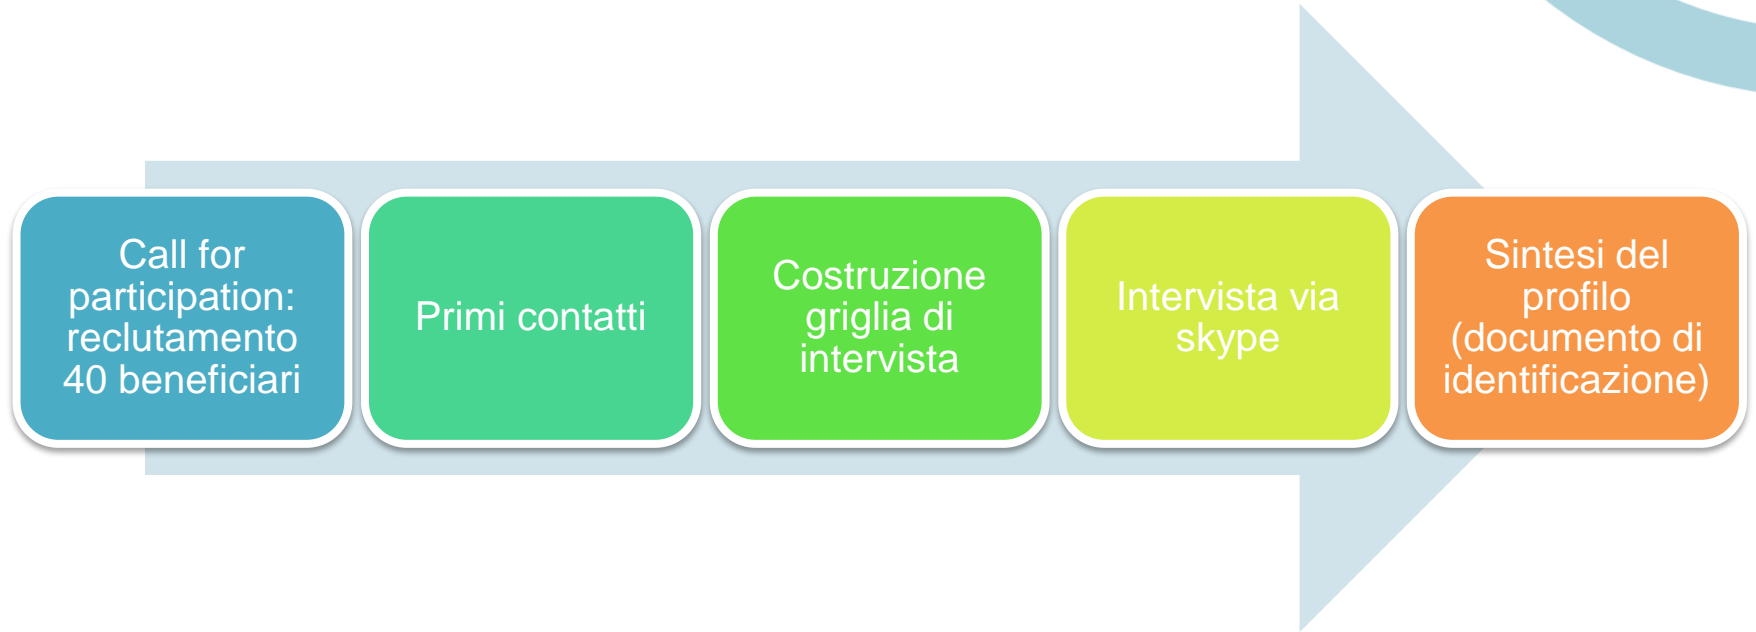 Call for
participation:
reclutamento
40 beneficiari
Primi contatti
Costruzione
griglia di
intervista
Intervista via
skype
Sintesi del
profilo
(documento di
identificazione)